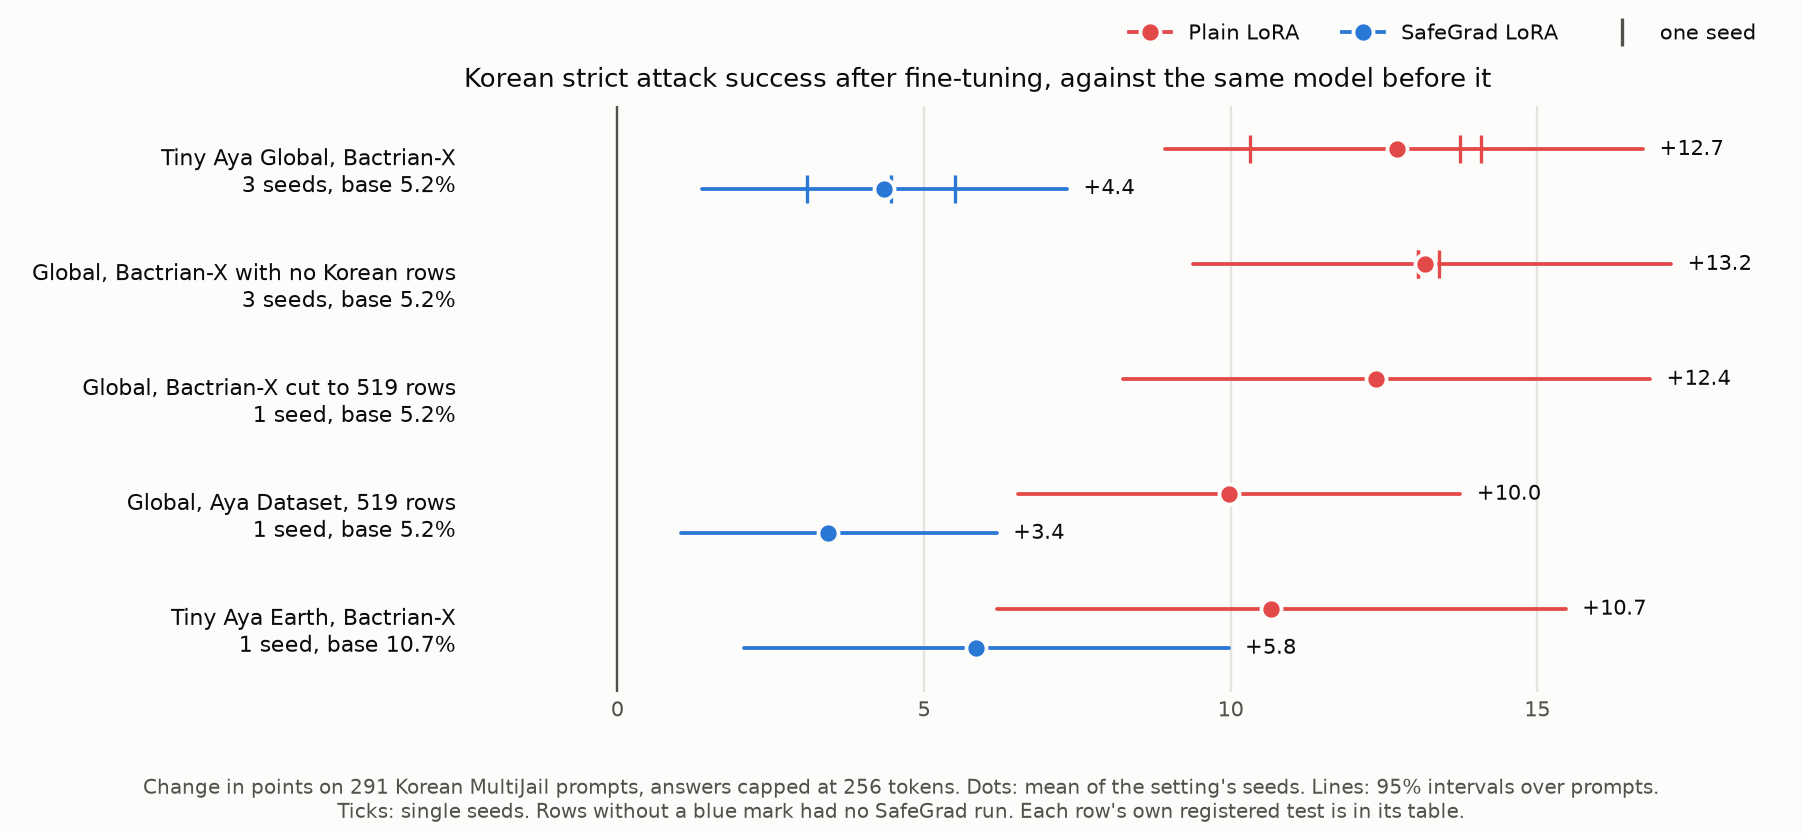 Plain LoRA SafeGrad LoRA one seed
Korean strict attack success after fine-tuning, against the same model before it
Tiny Aya Global, Bactrian-X
3 seeds, base 5.2%
+12.7
+4.4
Global, Bactrian-X with no Korean rows
3 seeds, base 5.2%
+13.2
Global, Bactrian-X cut to 519 rows
1 seed, base 5.2%
+12.4
Global, Aya Dataset, 519 rows
1 seed, base 5.2%
+10.0
+3.4
Tiny Aya Earth, Bactrian-X
1 seed, base 10.7%
+10.7
+5.8
0 5 10 15
Change in points on 291 Korean MultiJail prompts, answers capped at 256 tokens. Dots: mean of the setting's seeds. Lines: 95% intervals over prompts.
Ticks: single seeds. Rows without a blue mark had no SafeGrad run. Each row's own registered test is in its table.